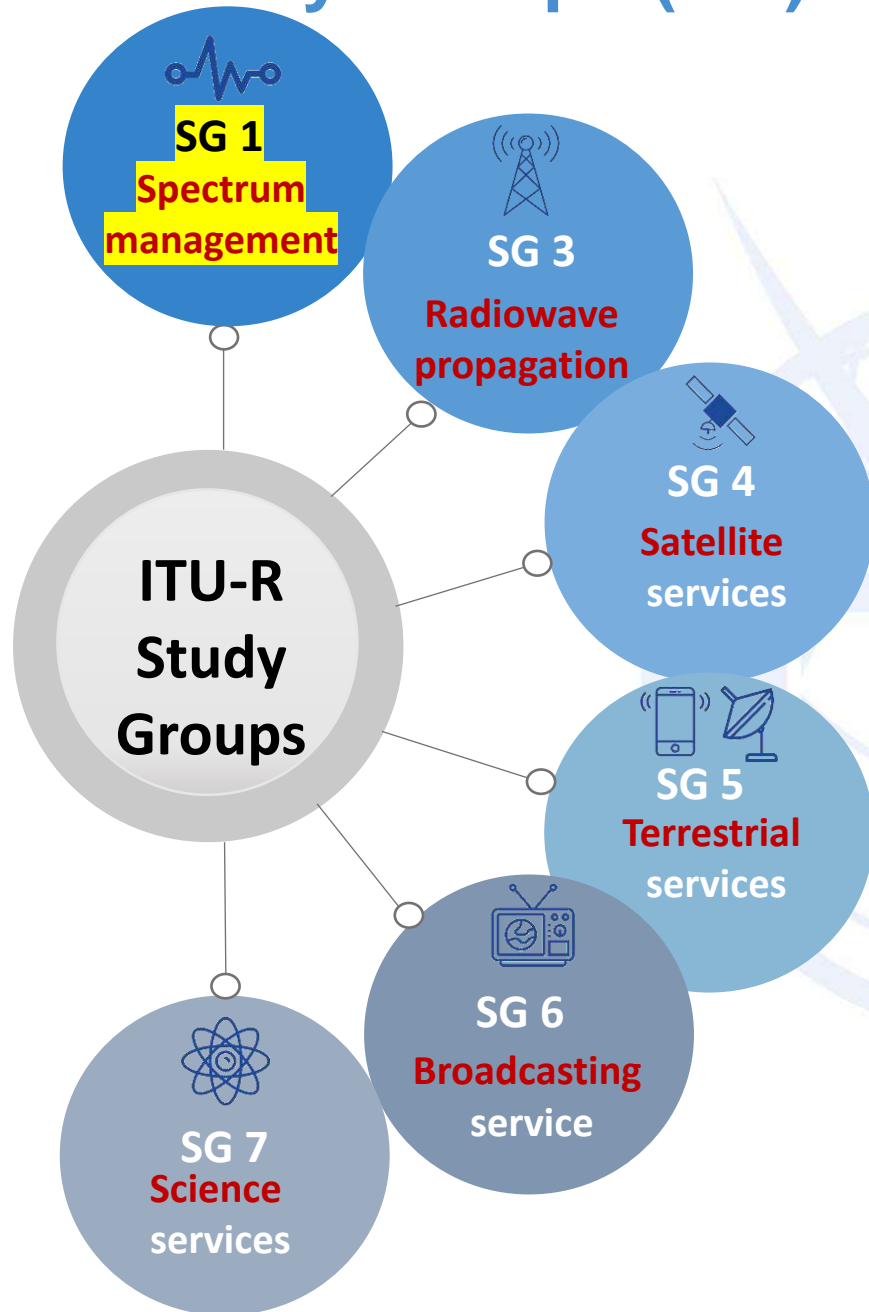 SG 1
Spectrum
management
SG 3
Radiowave
propagation
SG 4
Satellite
services
ITU-R
Study
Groups
SG 5
Terrestrial
services
SG 6
Broadcasting
service
SG 7
Science
services